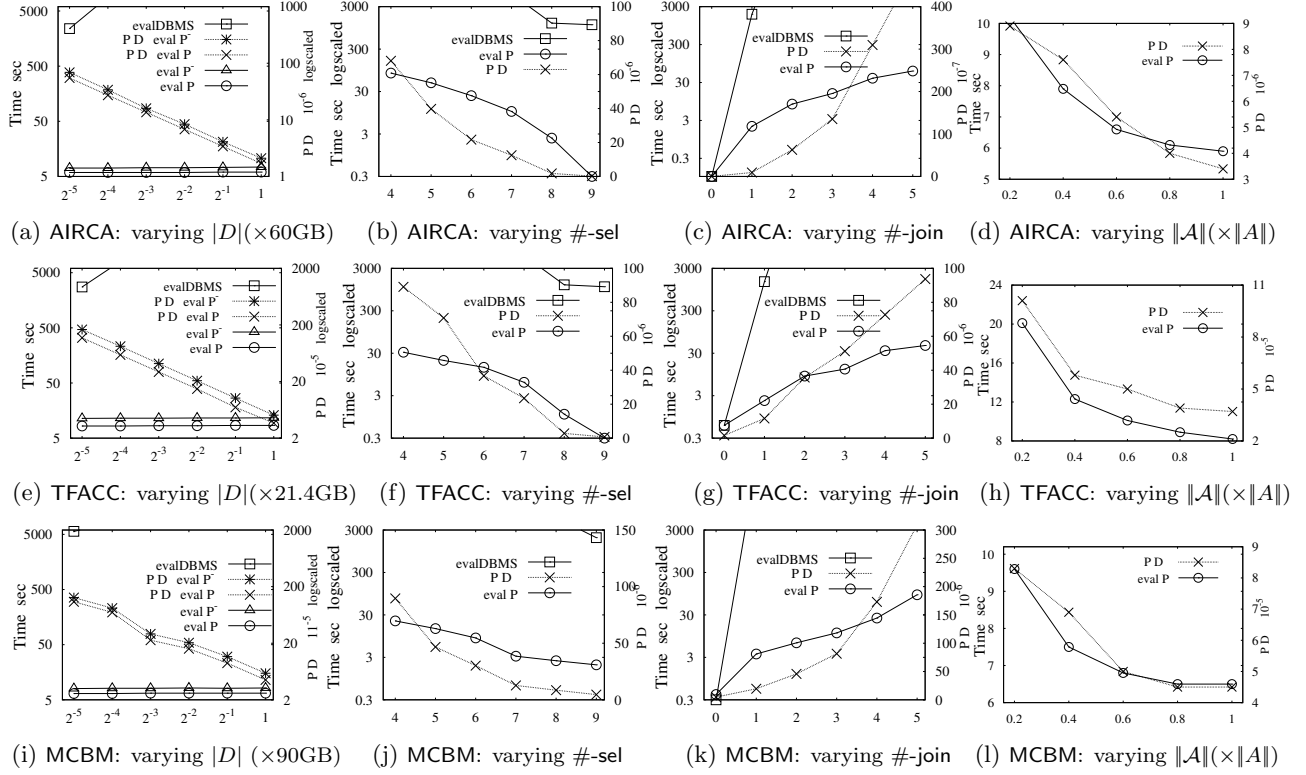 5000
500
50
5
Time sec
evalDBMS
P D eval P⁻
P D eval P
eval P⁻
eval P
1000
100
10
1
P D 10⁻⁶ logscaled
2⁻⁵ 2⁻⁴ 2⁻³ 2⁻² 2⁻¹ 1
(a) AIRCA: varying |D|(×60GB)
3000
300
30
3
0.3
Time sec logscaled
evalDBMS
eval P
P D
100
80
60
40
20
0
P D 10⁻⁶
4 5 6 7 8 9
(b) AIRCA: varying #-sel
3000
300
30
3
0.3
Time sec logscaled
evalDBMS
P D
eval P
400
300
200
100
0
P D 10⁻⁷
0 1 2 3 4 5
(c) AIRCA: varying #-join
10
9
8
7
6
5
Time sec
P D
eval P
9
8
7
6
5
4
3
P D 10⁻⁶
0.2 0.4 0.6 0.8 1
(d) AIRCA: varying ‖𝒜‖(×‖A‖)
5000
500
50
5
Time sec
evalDBMS
P D eval P⁻
P D eval P
eval P⁻
eval P
2000
200
20
2
P D 10⁻⁵ logscaled
2⁻⁵ 2⁻⁴ 2⁻³ 2⁻² 2⁻¹ 1
(e) TFACC: varying |D|(×21.4GB)
3000
300
30
3
0.3
Time sec logscaled
evalDBMS
P D
eval P
100
80
60
40
20
0
P D 10⁻⁶
4 5 6 7 8 9
(f) TFACC: varying #-sel
3000
300
30
3
0.3
Time sec logscaled
evalDBMS
P D
eval P
100
80
60
40
20
0
P D 10⁻⁶
0 1 2 3 4 5
(g) TFACC: varying #-join
24
20
16
12
8
Time sec
P D
eval P
11
8
5
2
P D 10⁻⁵
0.2 0.4 0.6 0.8 1
(h) TFACC: varying ‖𝒜‖(×‖A‖)
5000
500
50
5
Time sec
evalDBMS
P D eval P⁻
P D eval P
eval P⁻
eval P
2000
200
20
2
P D 11⁻⁵ logscaled
2⁻⁵ 2⁻⁴ 2⁻³ 2⁻² 2⁻¹ 1
(i) MCBM: varying |D| (×90GB)
3000
300
30
3
0.3
Time sec logscaled
evalDBMS
P D
eval P
150
100
50
0
P D 10⁻⁶
4 5 6 7 8 9
(j) MCBM: varying #-sel
3000
300
30
3
0.3
Time sec logscaled
evalDBMS
P D
eval P
300
250
200
150
100
50
0
P D 10⁻⁶
0 1 2 3 4 5
(k) MCBM: varying #-join
10
9
8
7
6
Time sec
P D
eval P
9
8
7
6
5
4
P D 10⁻⁵
0.2 0.4 0.6 0.8 1
(l) MCBM: varying ‖𝒜‖(×‖A‖)